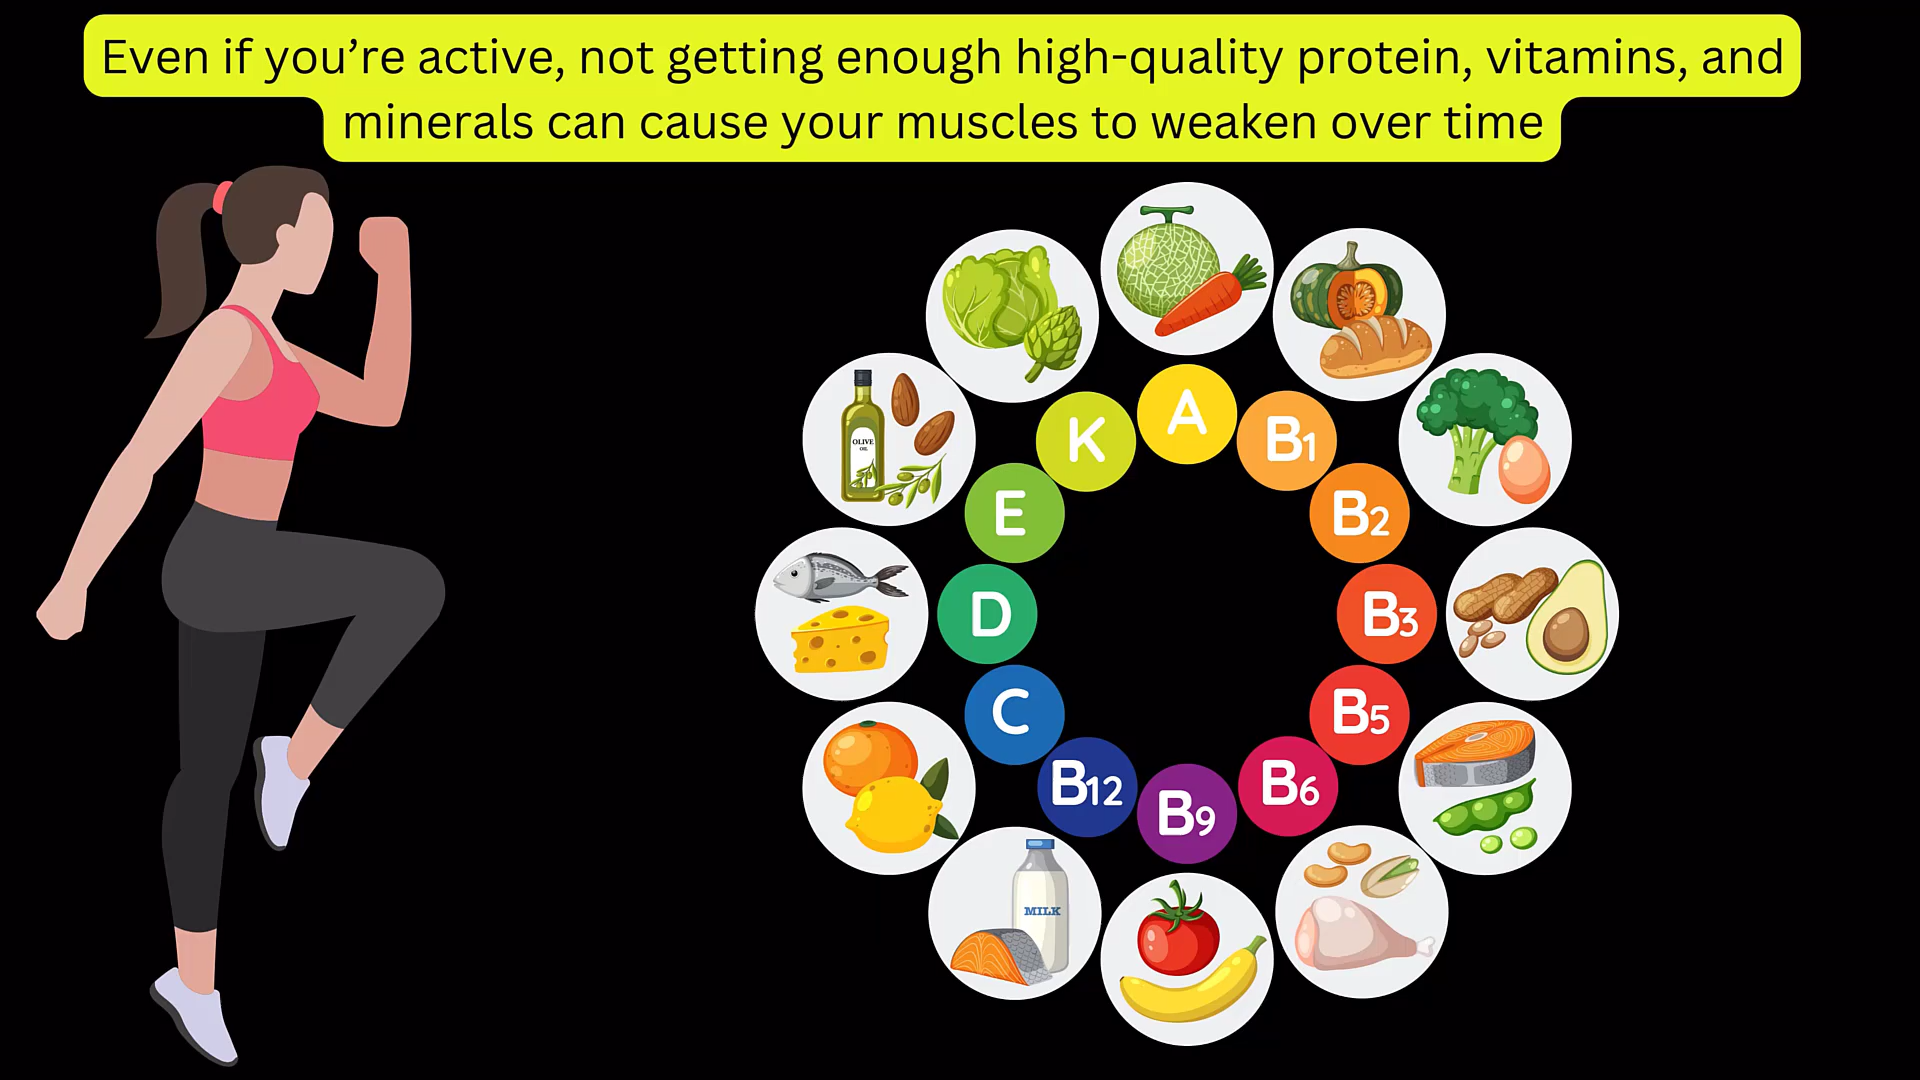 Even if you’re active, not getting enough high-quality protein, vitamins, and
minerals can cause your muscles to weaken over time
A
B1
B2
B3
B5
B6
B9
B12
C
D
E
K
OLIVE
OIL
MILK